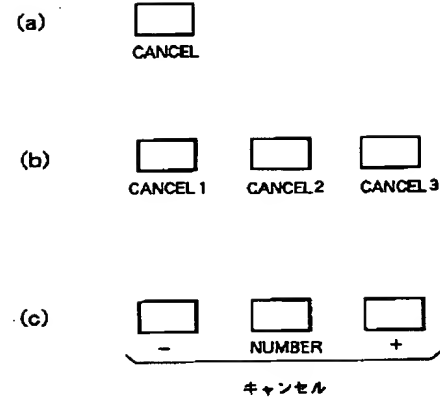 (a)
CANCEL
(b)
CANCEL 1 CANCEL 2 CANCEL 3
(c)
− NUMBER +
キャンセル